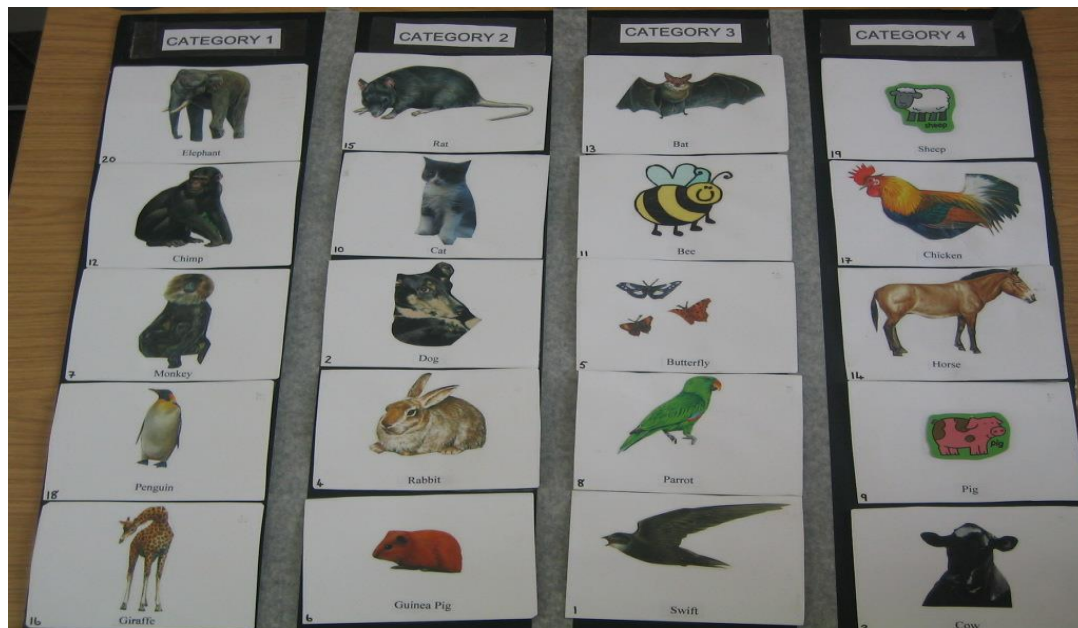 CATEGORY 1
Elephant
20
Chimp
12
Monkey
7
Penguin
18
Giraffe
16
CATEGORY 2
Rat
15
Cat
10
Dog
2
Rabbit
4
Guinea Pig
6
CATEGORY 3
Bat
13
Bee
11
Butterfly
5
Parrot
8
Swift
1
CATEGORY 4
sheep
Sheep
19
Chicken
17
Horse
14
pig
Pig
9
Cow